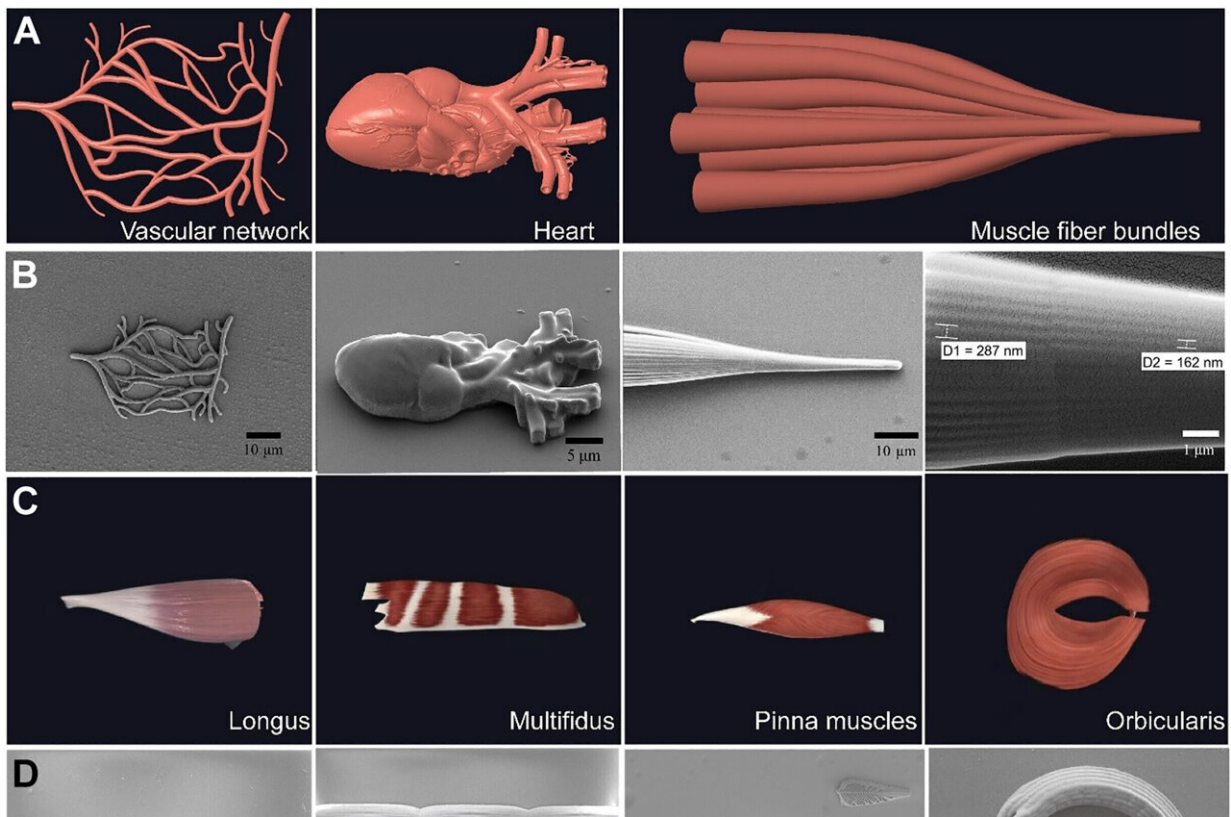 A
Vascular network
Heart
Muscle fiber bundles
B
10 μm
5 μm
10 μm
D1 = 287 nm
D2 = 162 nm
1 μm
C
Longus
Multifidus
Pinna muscles
Orbicularis
D